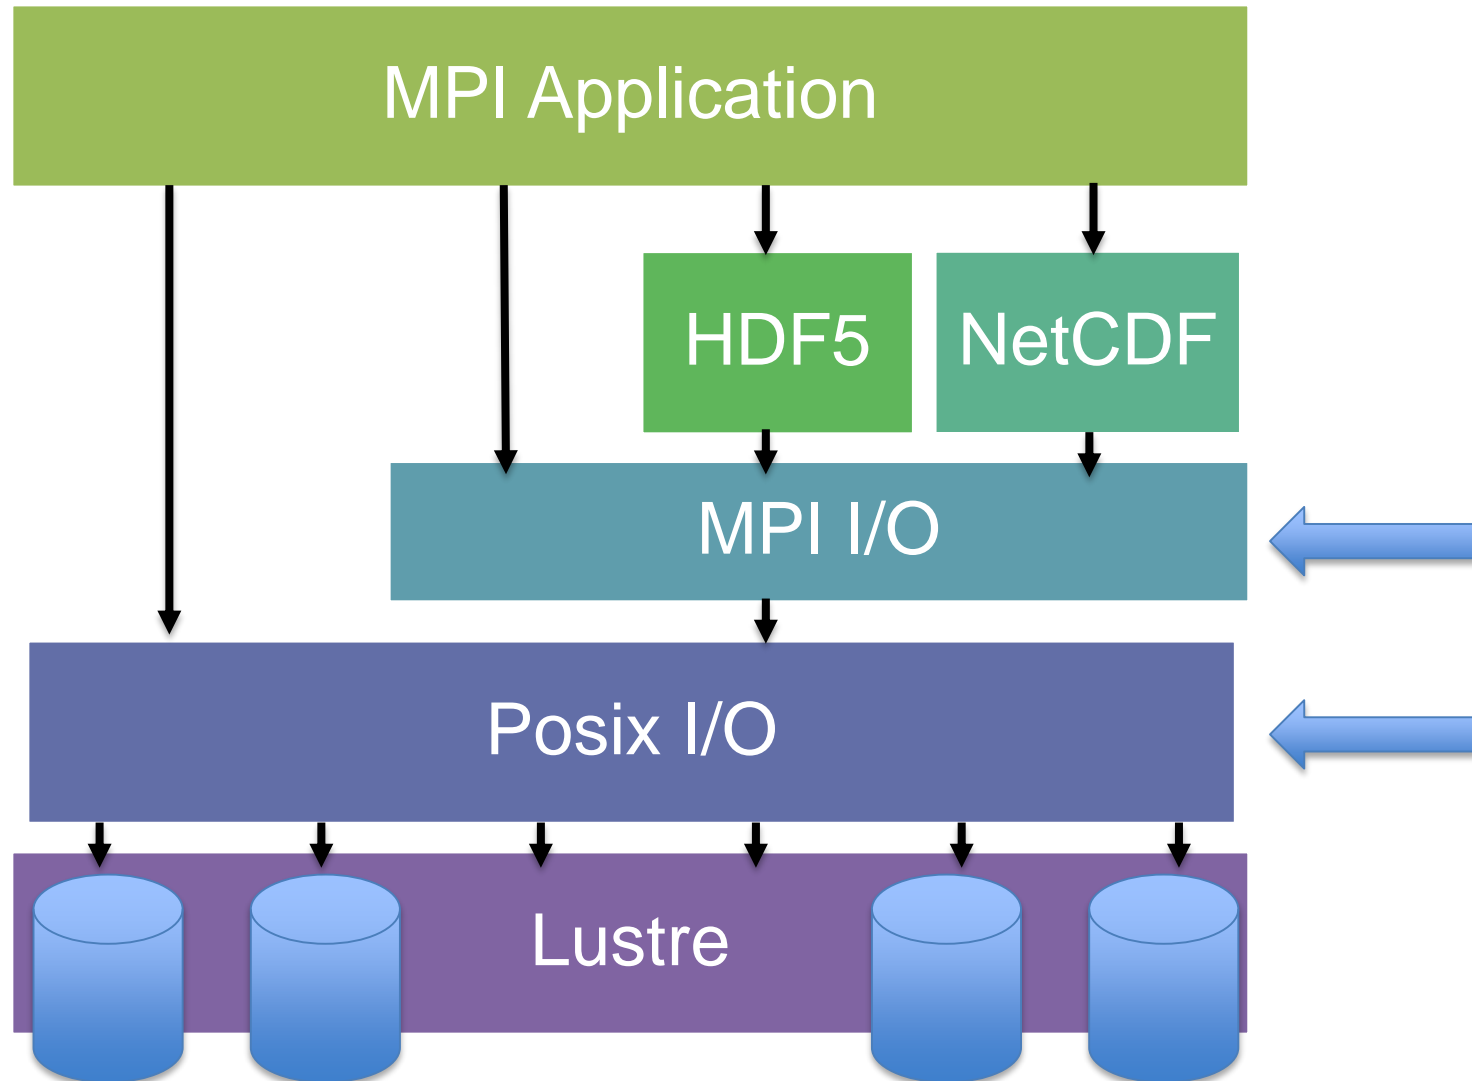 MPI Application
HDF5
NetCDF
MPI I/O
Posix I/O
Lustre